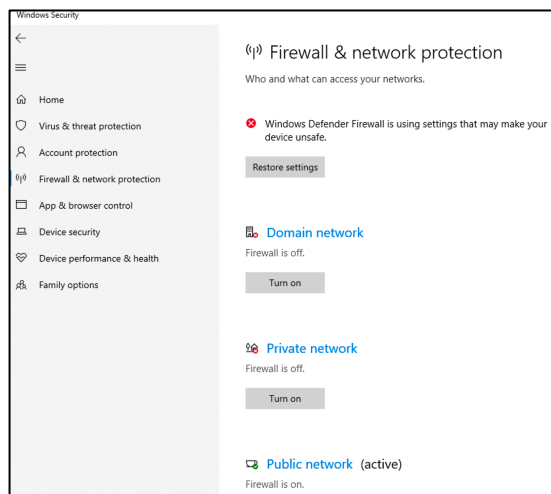 Windows Security
Home
Virus & threat protection
Account protection
Firewall & network protection
App & browser control
Device security
Device performance & health
Family options
Firewall & network protection
Who and what can access your networks.
Windows Defender Firewall is using settings that may make your
device unsafe.
Restore settings
Domain network
Firewall is off.
Turn on
Private network
Firewall is off.
Turn on
Public network (active)
Firewall is on.